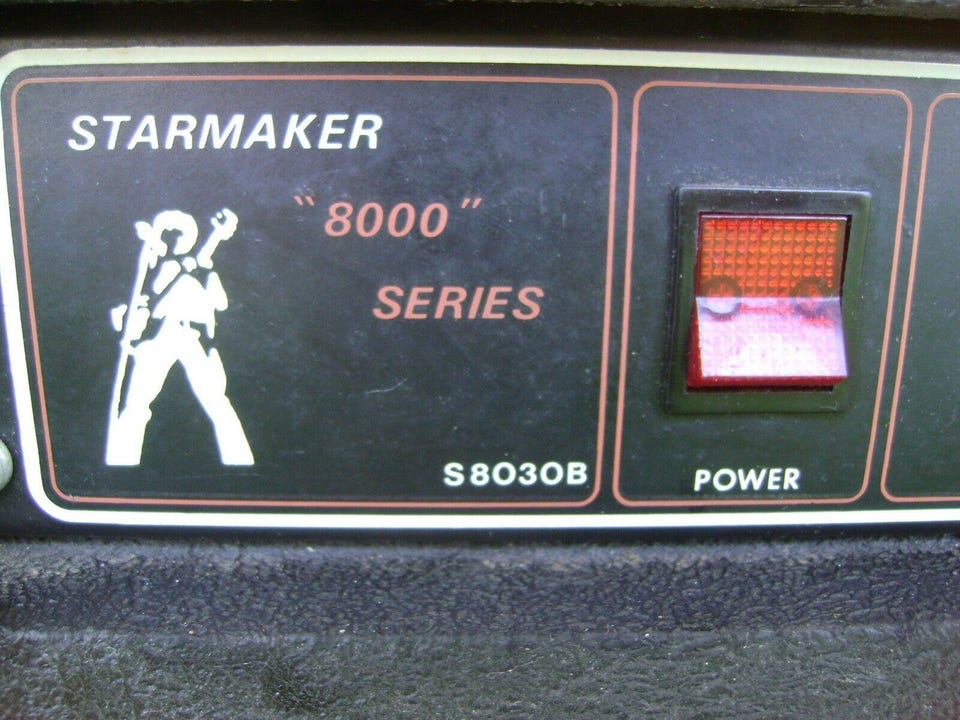 STARMAKER
"8000"
SERIES
S8030B
POWER